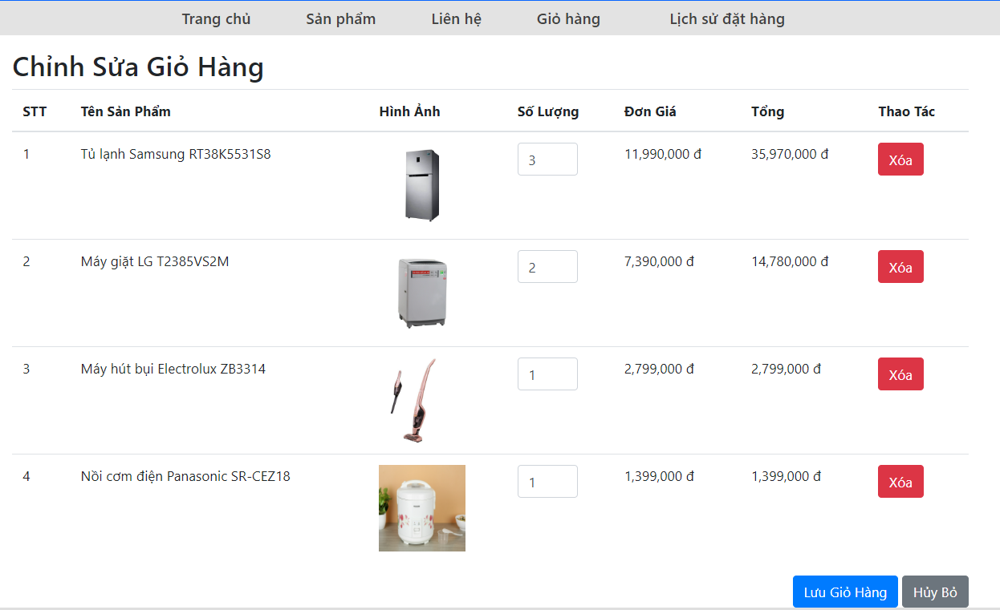 Trang chủ Sản phẩm Liên hệ Giỏ hàng Lịch sử đặt hàng
Chỉnh Sửa Giỏ Hàng
STT Tên Sản Phẩm Hình Ảnh Số Lượng Đơn Giá Tổng Thao Tác
1 Tủ lạnh Samsung RT38K5531S8 3 11,990,000 đ 35,970,000 đ Xóa
2 Máy giặt LG T2385VS2M 2 7,390,000 đ 14,780,000 đ Xóa
3 Máy hút bụi Electrolux ZB3314 1 2,799,000 đ 2,799,000 đ Xóa
4 Nồi cơm điện Panasonic SR-CEZ18 1 1,399,000 đ 1,399,000 đ Xóa
Lưu Giỏ Hàng Hủy Bỏ